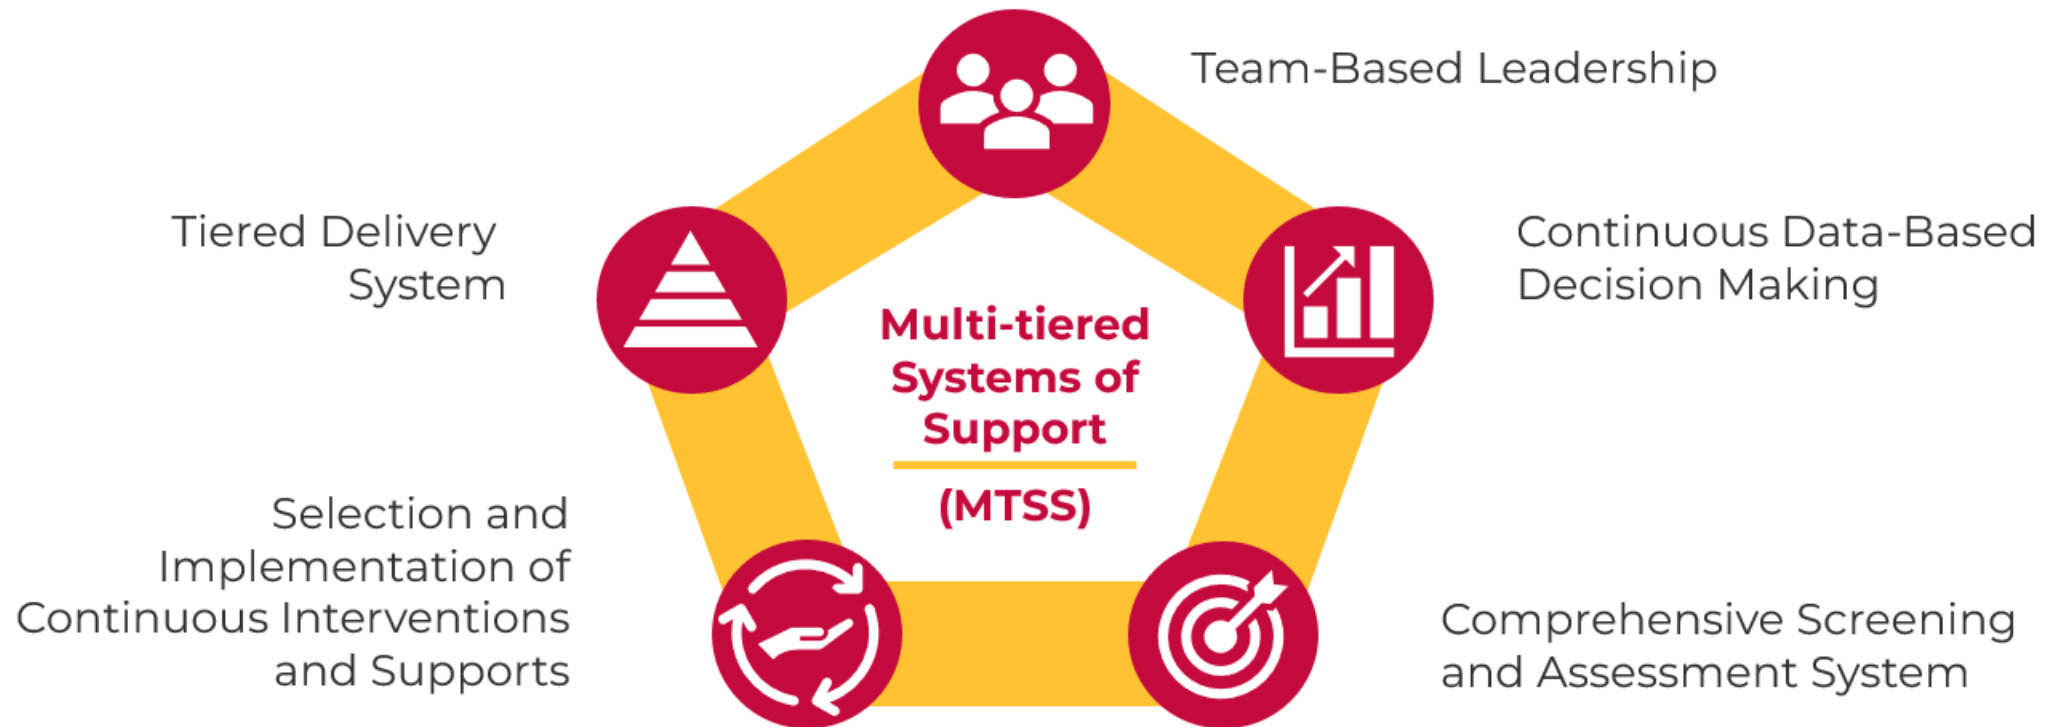 Team-Based Leadership
Tiered Delivery
System
Continuous Data-Based
Decision Making
Multi-tiered
Systems of
Support
(MTSS)
Selection and
Implementation of
Continuous Interventions
and Supports
Comprehensive Screening
and Assessment System